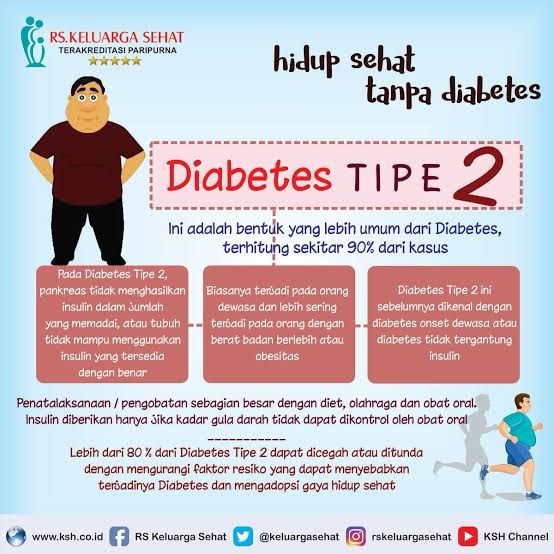 RS.KELUARGA SEHAT
TERAKREDITASI PARIPURNA
hidup sehat
tanpa diabetes
Diabetes TIPE 2
Ini adalah bentuk yang lebih umum dari Diabetes,
terhitung sekitar 90% dari kasus
Pada Diabetes Tipe 2,
pankreas tidak menghasilkan
insulin dalam Jumlah
yang memadai, atau tubuh
tidak mampu menggunakan
insulin yang tersedia
dengan benar
Biasanya terJadi pada orang
dewasa dan lebih sering
terJadi pada orang dengan
berat badan berlebih atau
obesitas
Diabetes Tipe 2 ini
sebelumnya dikenal dengan
diabetes onset dewasa atau
diabetes tidak tergantung
insulin
Penatalaksanaan / pengobatan sebagian besar dengan diet, olahraga dan obat oral.
Insulin diberikan hanya Jika kadar gula darah tidak dapat dikontrol oleh obat oral
------------
Lebih dari 80 % dari Diabetes Tipe 2 dapat dicegah atau ditunda
dengan mengurangi faktor resiko yang dapat menyebabkan
terJadinya Diabetes dan mengadopsi gaya hidup sehat
www.ksh.co.id RS Keluarga Sehat @keluargasehat rskeluargasehat KSH Channel